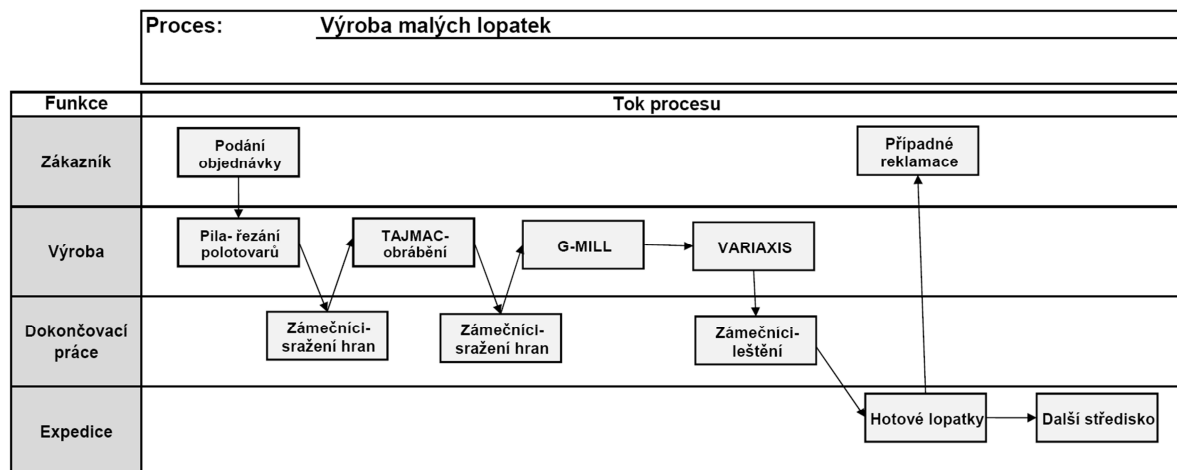 Proces: Výroba malých lopatek
Funkce Tok procesu
Zákazník
Podání
objednávky
Případné
reklamace
Výroba
Pila- řezání
polotovarů
TAJMAC-
obrábění
G-MILL
VARIAXIS
Dokončovací
práce
Zámečníci-
sražení hran
Zámečníci-
sražení hran
Zámečníci-
leštění
Expedice
Hotové lopatky
Další středisko